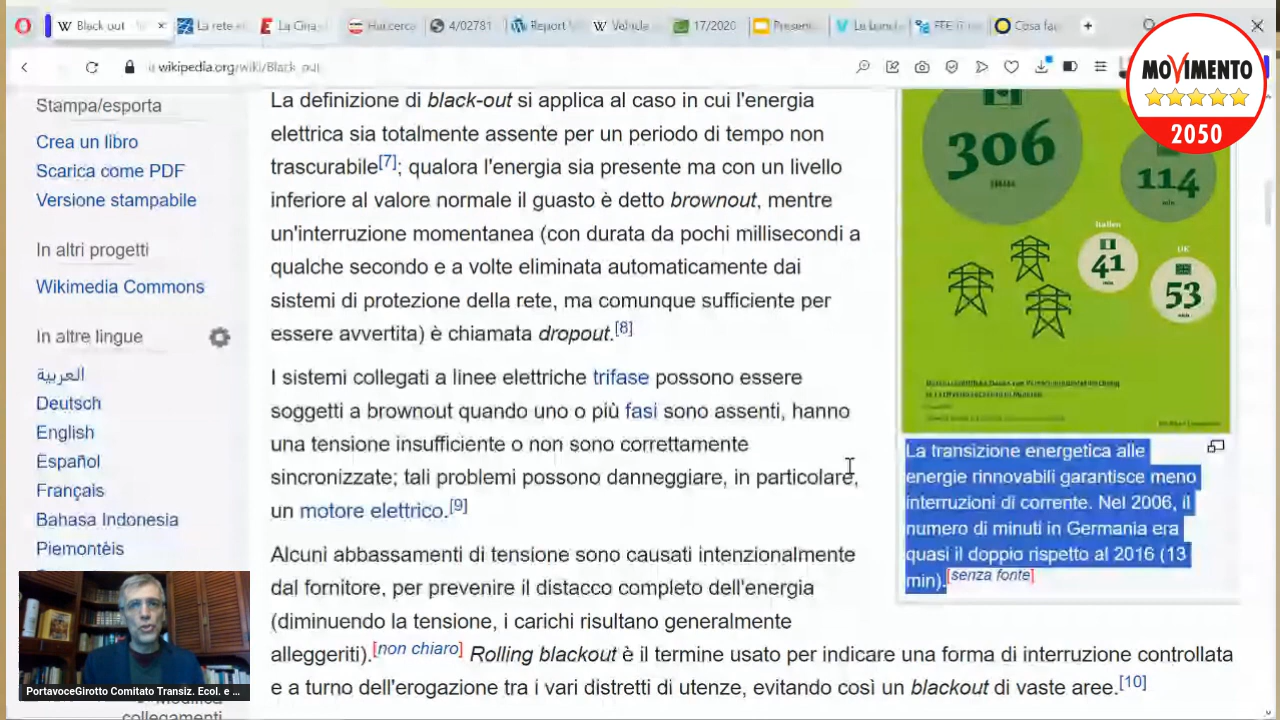 Black out
La rete e
La Cina
Hai cerca
4/02781
Report V
Vehicle
17/2020
Present
La band
Cosa fa
wikipedia.org/wiki/Black_out
MOVIMENTO
2050
Stampa/esporta
Crea un libro
Scarica come PDF
Versione stampabile
In altri progetti
Wikimedia Commons
In altre lingue
العربية
Deutsch
English
Español
Français
Bahasa Indonesia
Piemontèis
La definizione di black-out si applica al caso in cui l'energia
elettrica sia totalmente assente per un periodo di tempo non
trascurabile[7]; qualora l'energia sia presente ma con un livello
inferiore al valore normale il guasto è detto brownout, mentre
un'interruzione momentanea (con durata da pochi millisecondi a
qualche secondo e a volte eliminata automaticamente dai
sistemi di protezione della rete, ma comunque sufficiente per
essere avvertita) è chiamata dropout.[8]
I sistemi collegati a linee elettriche trifase possono essere
soggetti a brownout quando uno o più fasi sono assenti, hanno
una tensione insufficiente o non sono correttamente
sincronizzate; tali problemi possono danneggiare, in particolare,
un motore elettrico.[9]
Alcuni abbassamenti di tensione sono causati intenzionalmente
dal fornitore, per prevenire il distacco completo dell'energia
(diminuendo la tensione, i carichi risultano generalmente
alleggeriti).[non chiaro] Rolling blackout è il termine usato per indicare una forma di interruzione controllata
e a turno dell'erogazione tra i vari distretti di utenze, evitando così un blackout di vaste aree.[10]
306
114
min
Italien
41
min
UK
53
min
La transizione energetica alle
energie rinnovabili garantisce meno
interruzioni di corrente. Nel 2006, il
numero di minuti in Germania era
quasi il doppio rispetto al 2016 (13
min).[senza fonte]
PortavoceGirotto Comitato Transiz. Ecol. e ...
collegamenti